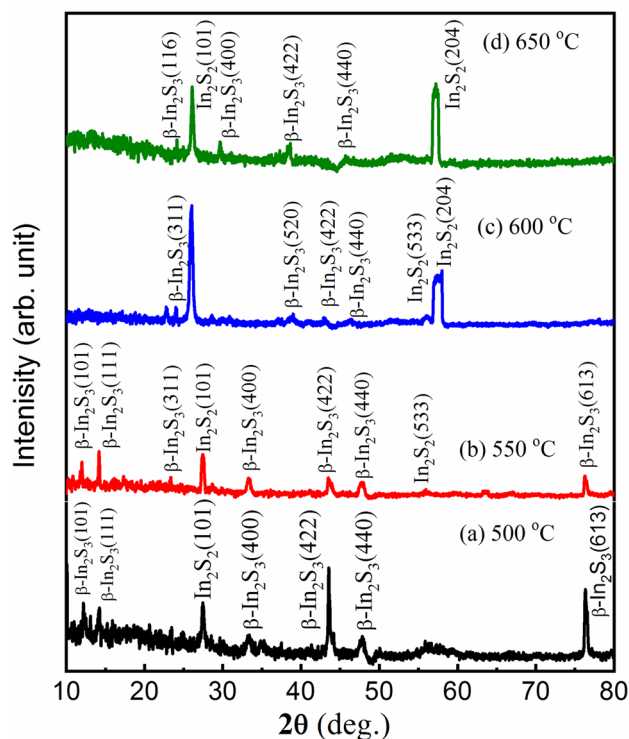 (d) 650 °C
β-In₂S₃(116)
In₂S₂(101)
β-In₂S₃(400)
β-In₂S₃(422)
β-In₂S₃(440)
In₂S₂(204)
(c) 600 °C
β-In₂S₃(311)
β-In₂S₃(520)
β-In₂S₃(422)
β-In₂S₃(440)
In₂S₂(533)
In₂S₂(204)
(b) 550 °C
β-In₂S₃(101)
β-In₂S₃(111)
β-In₂S₃(311)
In₂S₂(101)
β-In₂S₃(400)
β-In₂S₃(422)
β-In₂S₃(440)
In₂S₂(533)
β-In₂S₃(613)
(a) 500 °C
β-In₂S₃(101)
β-In₂S₃(111)
In₂S₂(101)
β-In₂S₃(400)
β-In₂S₃(422)
β-In₂S₃(440)
β-In₂S₃(613)
Intenisity (arb. unit)
10 20 30 40 50 60 70 80
2θ (deg.)